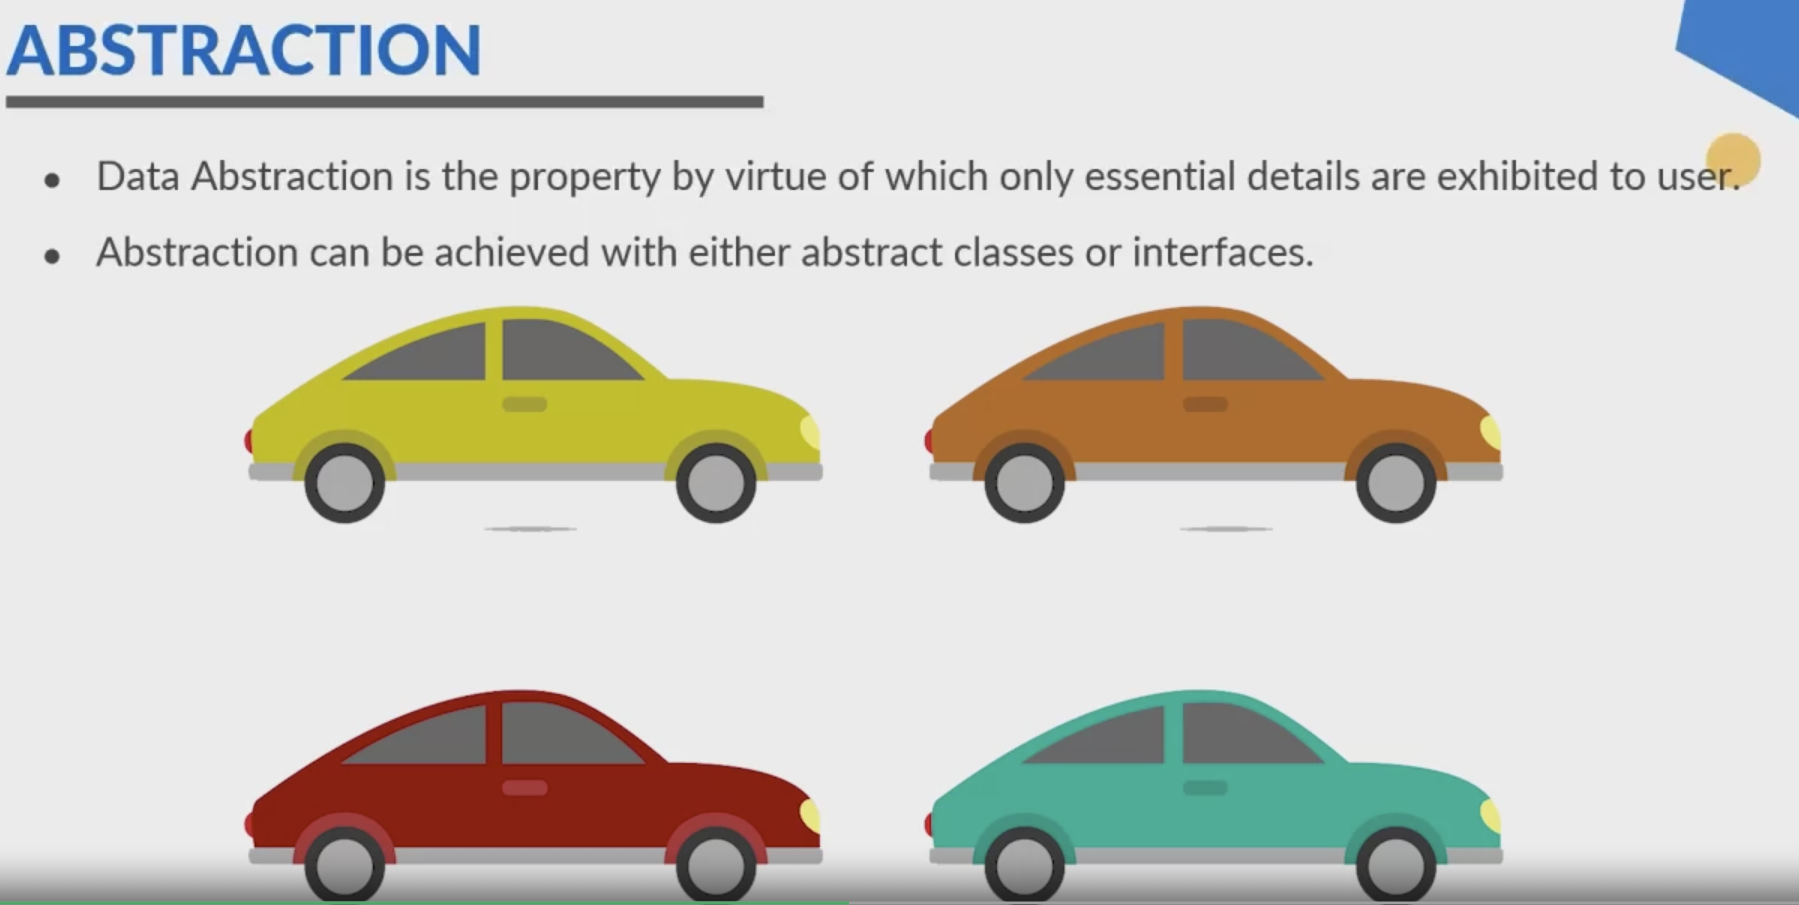 ABSTRACTION
• Data Abstraction is the property by virtue of which only essential details are exhibited to user.
• Abstraction can be achieved with either abstract classes or interfaces.